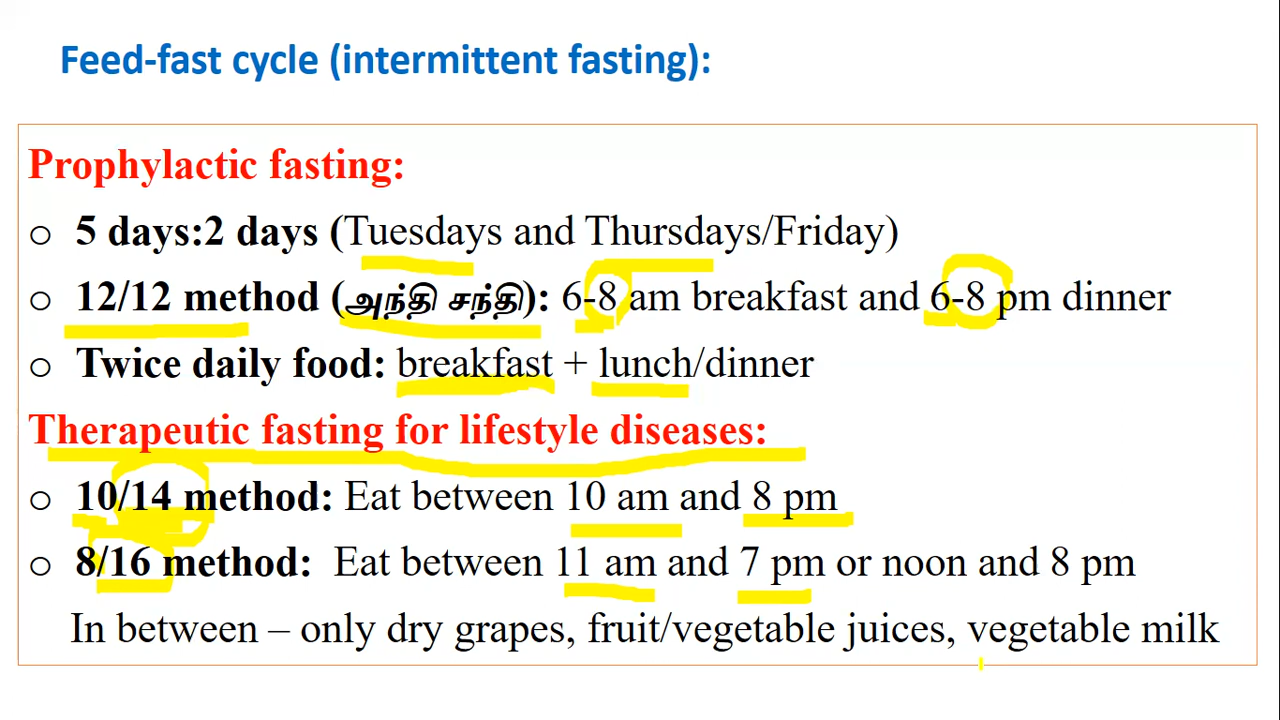 Feed-fast cycle (intermittent fasting):
Prophylactic fasting:
o 5 days:2 days (Tuesdays and Thursdays/Friday)
o 12/12 method (அந்தி சந்தி): 6-8 am breakfast and 6-8 pm dinner
o Twice daily food: breakfast + lunch/dinner
Therapeutic fasting for lifestyle diseases:
o 10/14 method: Eat between 10 am and 8 pm
o 8/16 method: Eat between 11 am and 7 pm or noon and 8 pm
In between – only dry grapes, fruit/vegetable juices, vegetable milk